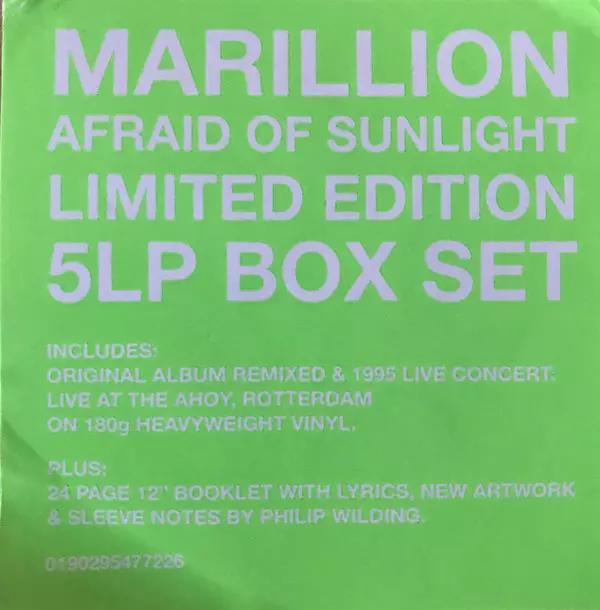 MARILLION
AFRAID OF SUNLIGHT
LIMITED EDITION
5LP BOX SET
INCLUDES:
ORIGINAL ALBUM REMIXED & 1995 LIVE CONCERT:
LIVE AT THE AHOY, ROTTERDAM
ON 180g HEAVYWEIGHT VINYL.
PLUS:
24 PAGE 12" BOOKLET WITH LYRICS, NEW ARTWORK
& SLEEVE NOTES BY PHILIP WILDING.
0190295477226